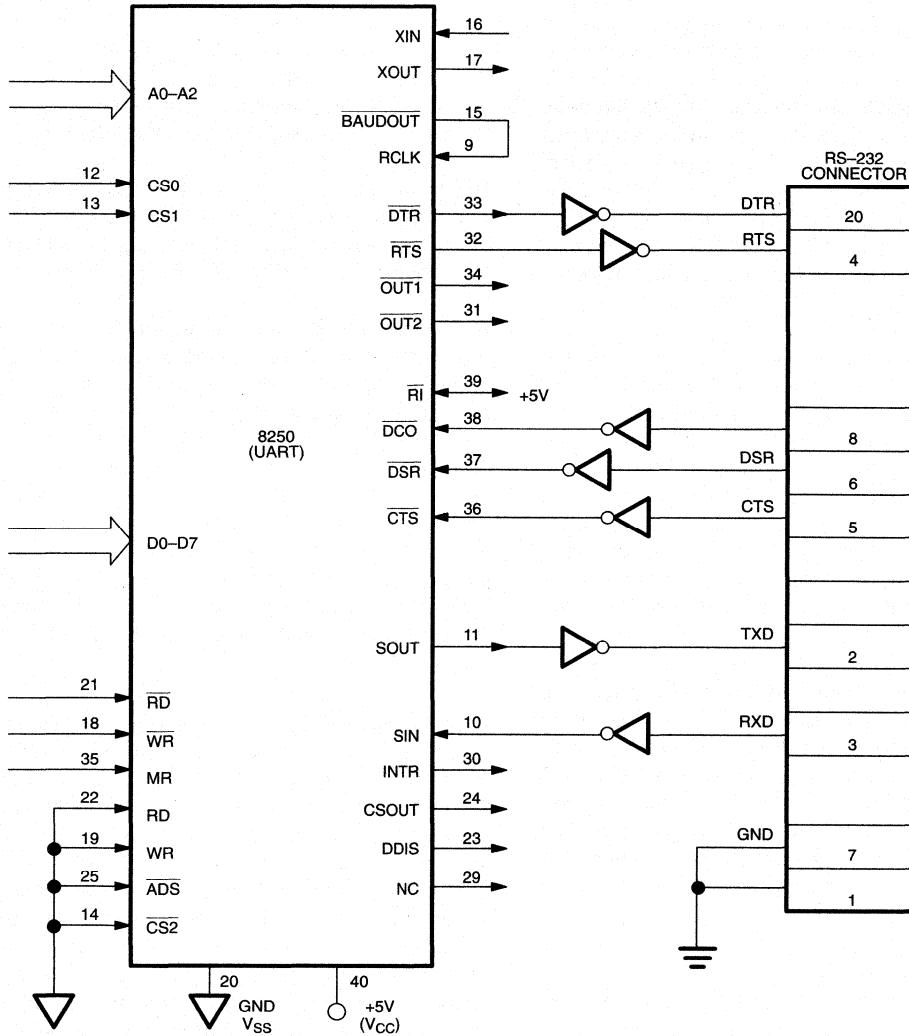 XIN 16
XOUT 17
A0–A2
BAUDOUT 15
RCLK 9
RS–232
CONNECTOR
12 CS0
13 CS1
DTR 33 DTR 20
RTS 32 RTS 4
OUT1 34
OUT2 31
RI 39 +5V
DCO 38 8
8250
(UART)
DSR 37 DSR 6
CTS 36 CTS 5
D0–D7
SOUT 11 TXD 2
21 RD
18 WR
SIN 10 RXD 3
35 MR
INTR 30
22 RD
CSOUT 24
19 WR
DDIS 23
GND 7
25 ADS
NC 29
1
14 CS2
20 GND
VSS
40 +5V
(VCC)